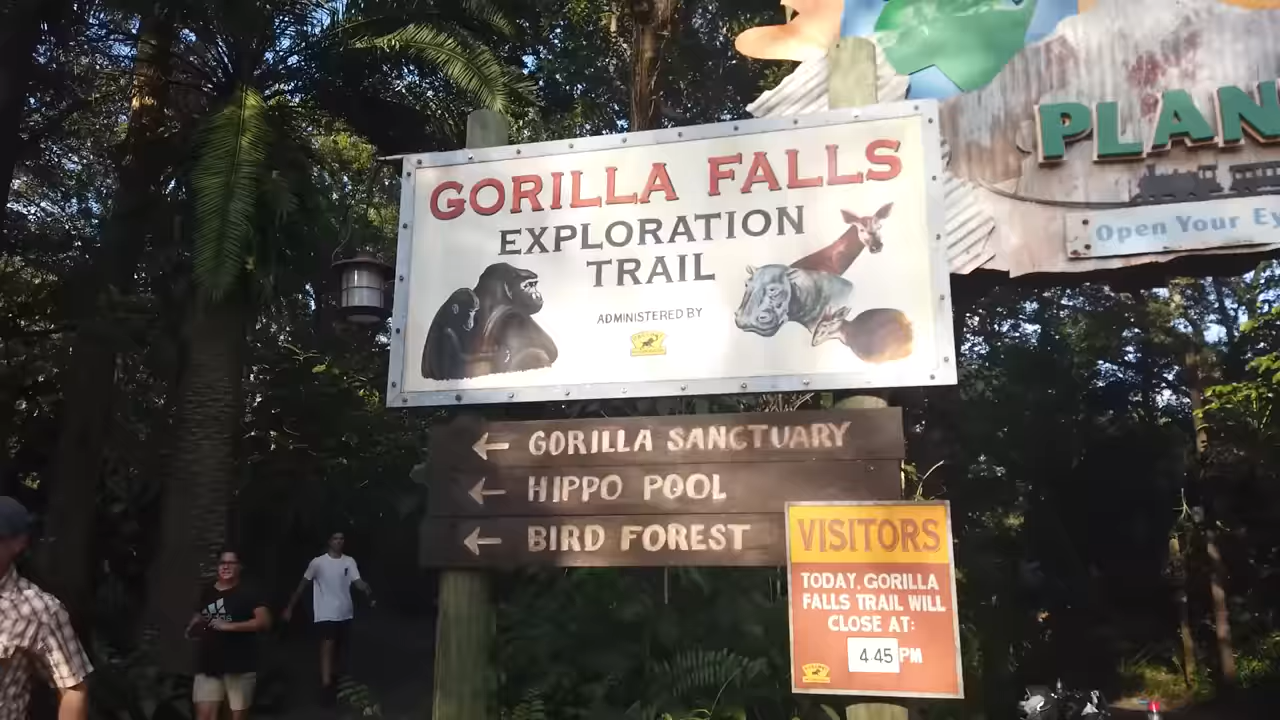 GORILLA FALLS
EXPLORATION
TRAIL
ADMINISTERED BY
PLAN
Open Your Ey
← GORILLA SANCTUARY
← HIPPO POOL
← BIRD FOREST
VISITORS
TODAY, GORILLA
FALLS TRAIL WILL
CLOSE AT:
4:45 PM
adidas